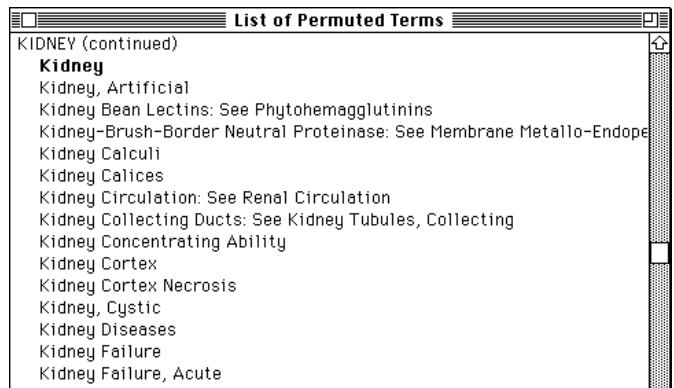 List of Permuted Terms
KIDNEY (continued)
Kidney
Kidney, Artificial
Kidney Bean Lectins: See Phytohemagglutinins
Kidney-Brush-Border Neutral Proteinase: See Membrane Metallo-Endope
Kidney Calculi
Kidney Calices
Kidney Circulation: See Renal Circulation
Kidney Collecting Ducts: See Kidney Tubules, Collecting
Kidney Concentrating Ability
Kidney Cortex
Kidney Cortex Necrosis
Kidney, Cystic
Kidney Diseases
Kidney Failure
Kidney Failure, Acute